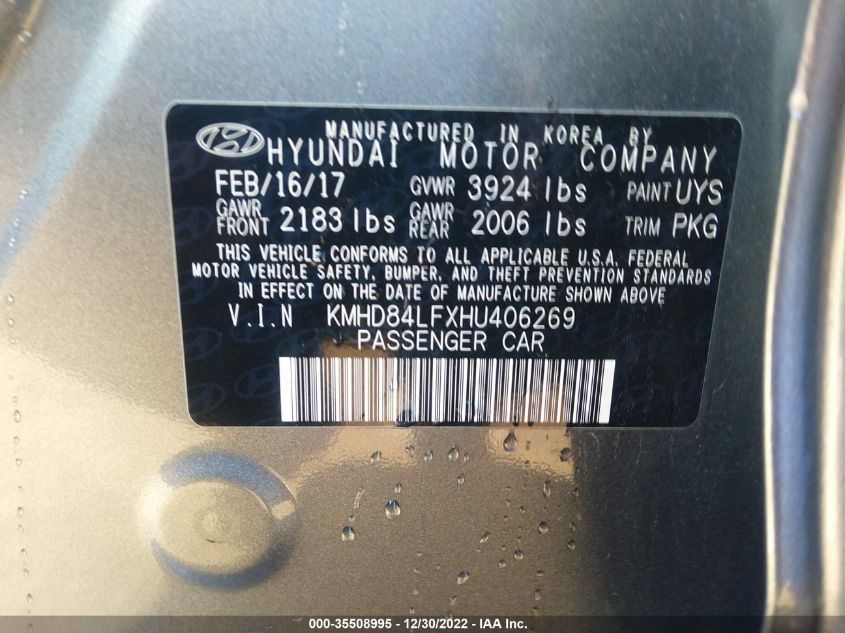 MANUFACTURED IN KOREA BY
HYUNDAI MOTOR COMPANY
FEB/16/17 GVWR 3924 lbs PAINT UYS
GAWR FRONT 2183 lbs GAWR REAR 2006 lbs TRIM PKG
THIS VEHICLE CONFORMS TO ALL APPLICABLE U.S.A. FEDERAL
MOTOR VEHICLE SAFETY, BUMPER, AND THEFT PREVENTION STANDARDS
IN EFFECT ON THE DATE OF MANUFACTURE SHOWN ABOVE
V.I.N KMHD84LFXHU406269
PASSENGER CAR
000-35508995 - 12/30/2022 - IAA Inc.